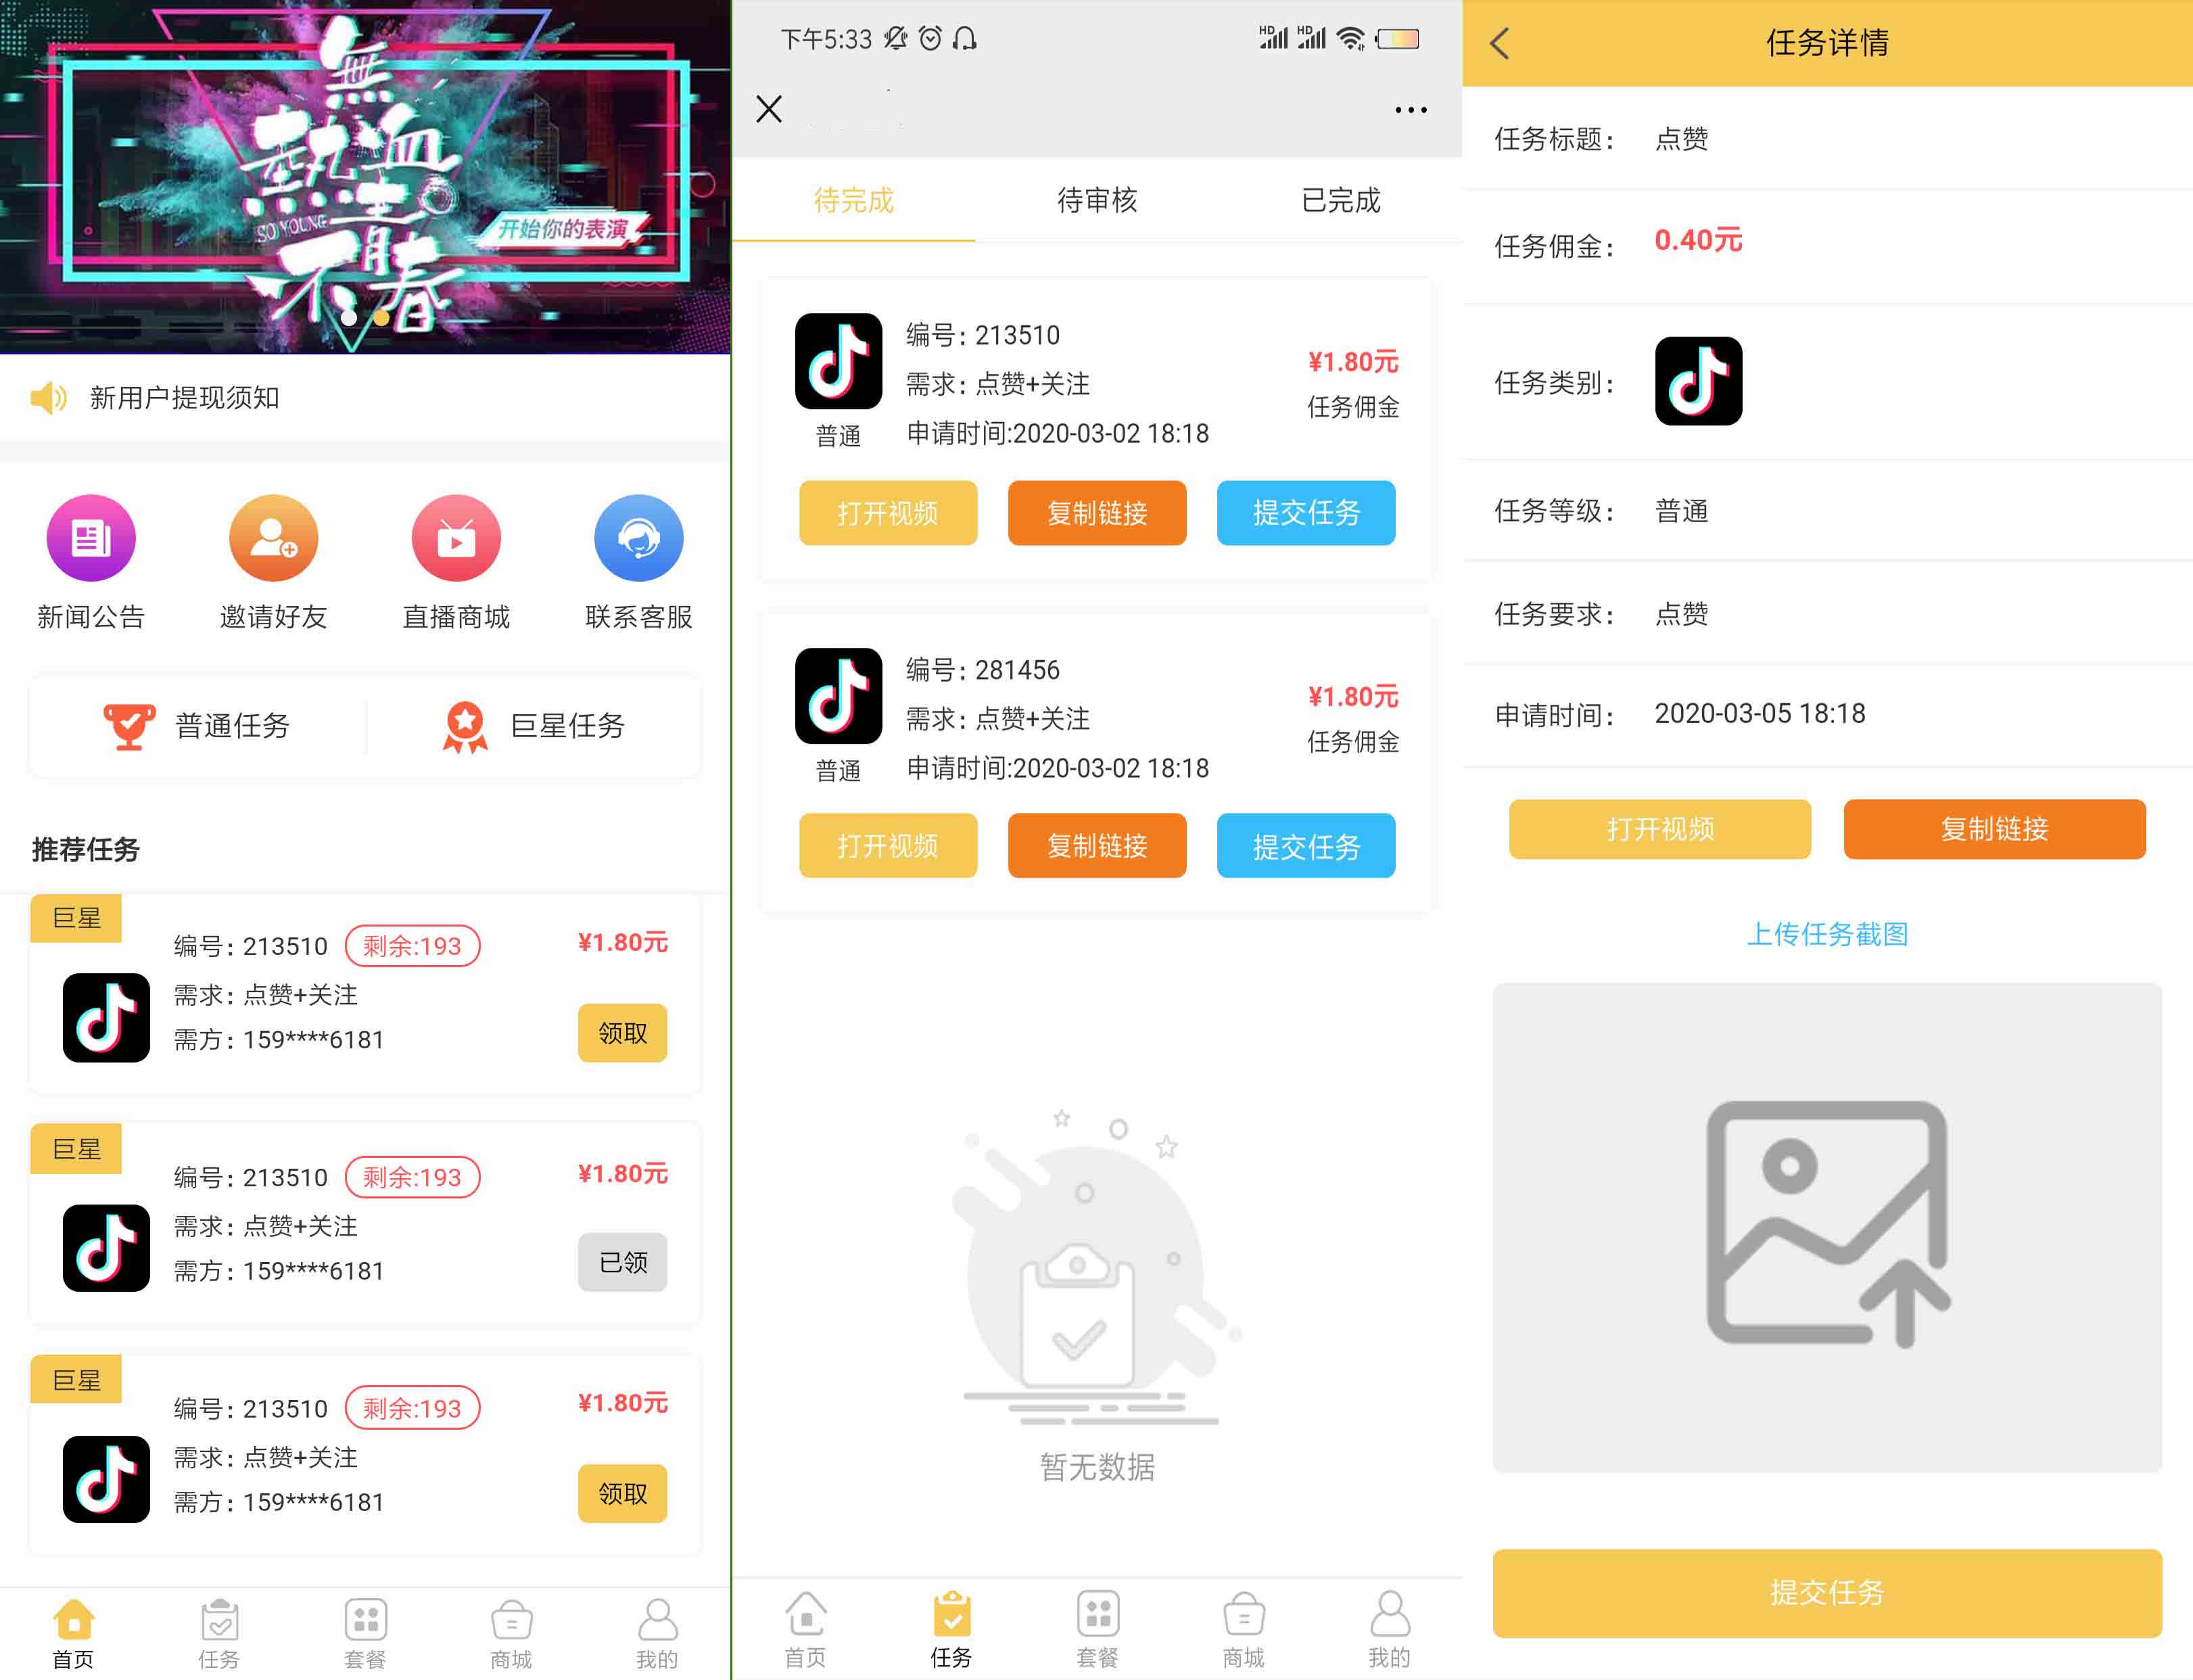 無
熱血
青
SO YOUNG
不春
开始你的表演
新用户提现须知
新闻公告
邀请好友
直播商城
联系客服
普通任务
巨星任务
推荐任务
巨星
编号: 213510 剩余:193 ¥1.80元
需求: 点赞+关注
需方: 159****6181
领取
巨星
编号: 213510 剩余:193 ¥1.80元
需求: 点赞+关注
需方: 159****6181
已领
巨星
编号: 213510 剩余:193 ¥1.80元
需求: 点赞+关注
需方: 159****6181
领取
首页 任务 套餐 商城 我的
下午5:33
HD HD
待完成 待审核 已完成
编号: 213510
需求: 点赞+关注
申请时间:2020-03-02 18:18
普通
¥1.80元
任务佣金
打开视频 复制链接 提交任务
编号: 281456
需求: 点赞+关注
申请时间:2020-03-02 18:18
普通
¥1.80元
任务佣金
打开视频 复制链接 提交任务
暂无数据
首页 任务 套餐 商城 我的
任务详情
任务标题: 点赞
任务佣金: 0.40元
任务类别:
任务等级: 普通
任务要求: 点赞
申请时间: 2020-03-05 18:18
打开视频 复制链接
上传任务截图
提交任务